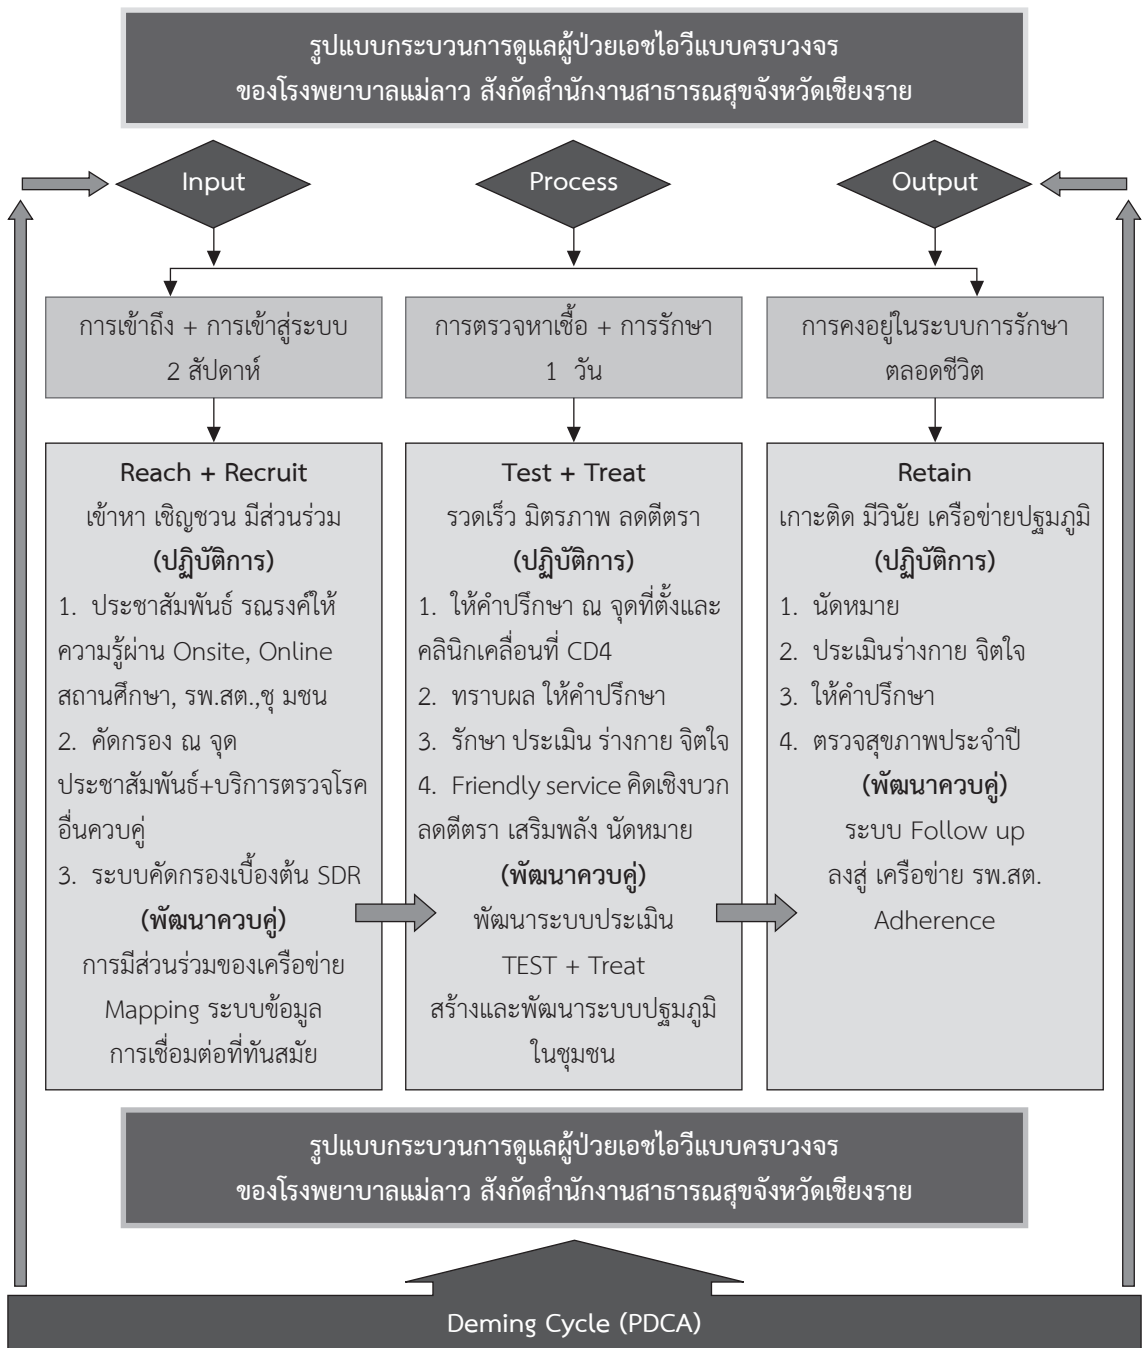 รูปแบบกระบวนการดูแลผู้ป่วยเอชไอวีแบบครบวงจร
ของโรงพยาบาลแม่ลาว สังกัดสำนักงานสาธารณสุขจังหวัดเชียงราย
Input
Process
Output
การเข้าถึง + การเข้าสู่ระบบ
2 สัปดาห์
การตรวจหาเชื้อ + การรักษา
1 วัน
การคงอยู่ในระบบการรักษา
ตลอดชีวิต
Reach + Recruit
เข้าหา เชิญชวน มีส่วนร่วม
(ปฏิบัติการ)
1. ประชาสัมพันธ์ รณรงค์ให้
ความรู้ผ่าน Onsite, Online
สถานศึกษา, รพ.สต.,ชุ มชน
2. คัดกรอง ณ จุด
ประชาสัมพันธ์+บริการตรวจโรค
อื่นควบคู่
3. ระบบคัดกรองเบื้องต้น SDR
(พัฒนาควบคู่)
การมีส่วนร่วมของเครือข่าย
Mapping ระบบข้อมูล
การเชื่อมต่อที่ทันสมัย
Test + Treat
รวดเร็ว มิตรภาพ ลดตีตรา
(ปฏิบัติการ)
1. ให้คำปรึกษา ณ จุดที่ตั้งและ
คลินิกเคลื่อนที่ CD4
2. ทราบผล ให้คำปรึกษา
3. รักษา ประเมิน ร่างกาย จิตใจ
4. Friendly service คิดเชิงบวก
ลดตีตรา เสริมพลัง นัดหมาย
(พัฒนาควบคู่)
พัฒนาระบบประเมิน
TEST + Treat
สร้างและพัฒนาระบบปฐมภูมิ
ในชุมชน
Retain
เกาะติด มีวินัย เครือข่ายปฐมภูมิ
(ปฏิบัติการ)
1. นัดหมาย
2. ประเมินร่างกาย จิตใจ
3. ให้คำปรึกษา
4. ตรวจสุขภาพประจำปี
(พัฒนาควบคู่)
ระบบ Follow up
ลงสู่ เครือข่าย รพ.สต.
Adherence
รูปแบบกระบวนการดูแลผู้ป่วยเอชไอวีแบบครบวงจร
ของโรงพยาบาลแม่ลาว สังกัดสำนักงานสาธารณสุขจังหวัดเชียงราย
Deming Cycle (PDCA)